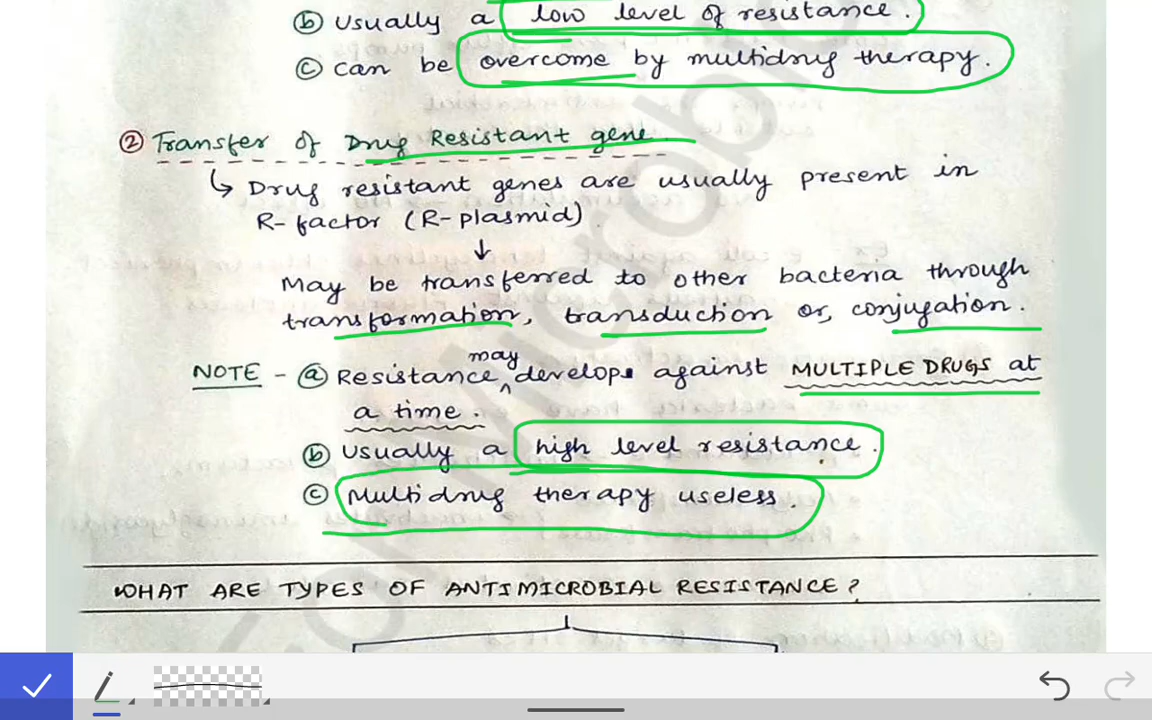 ⓑ Usually a low level of resistance.
ⓒ can be overcome by multidrug therapy.
② Transfer of Drug Resistant gene
↳ Drug resistant genes are usually present in
R-factor (R-plasmid)
↓
May be transferred to other bacteria through
transformation, transduction or, conjugation.
NOTE - ⓐ Resistance may develop against MULTIPLE DRUGS at
a time.
ⓑ Usually a high level resistance.
ⓒ Multidrug therapy useless.
WHAT ARE TYPES OF ANTIMICROBIAL RESISTANCE?